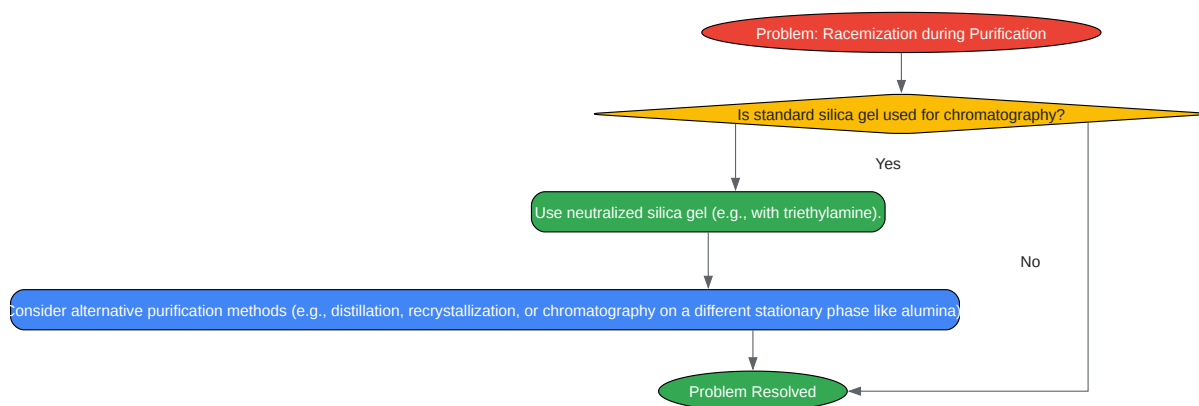 Problem: Racemization during Purification
Is standard silica gel used for chromatography?
Yes
Use neutralized silica gel (e.g., with triethylamine).
No
Consider alternative purification methods (e.g., distillation, recrystallization, or chromatography on a different stationary phase like alumina)
Problem Resolved